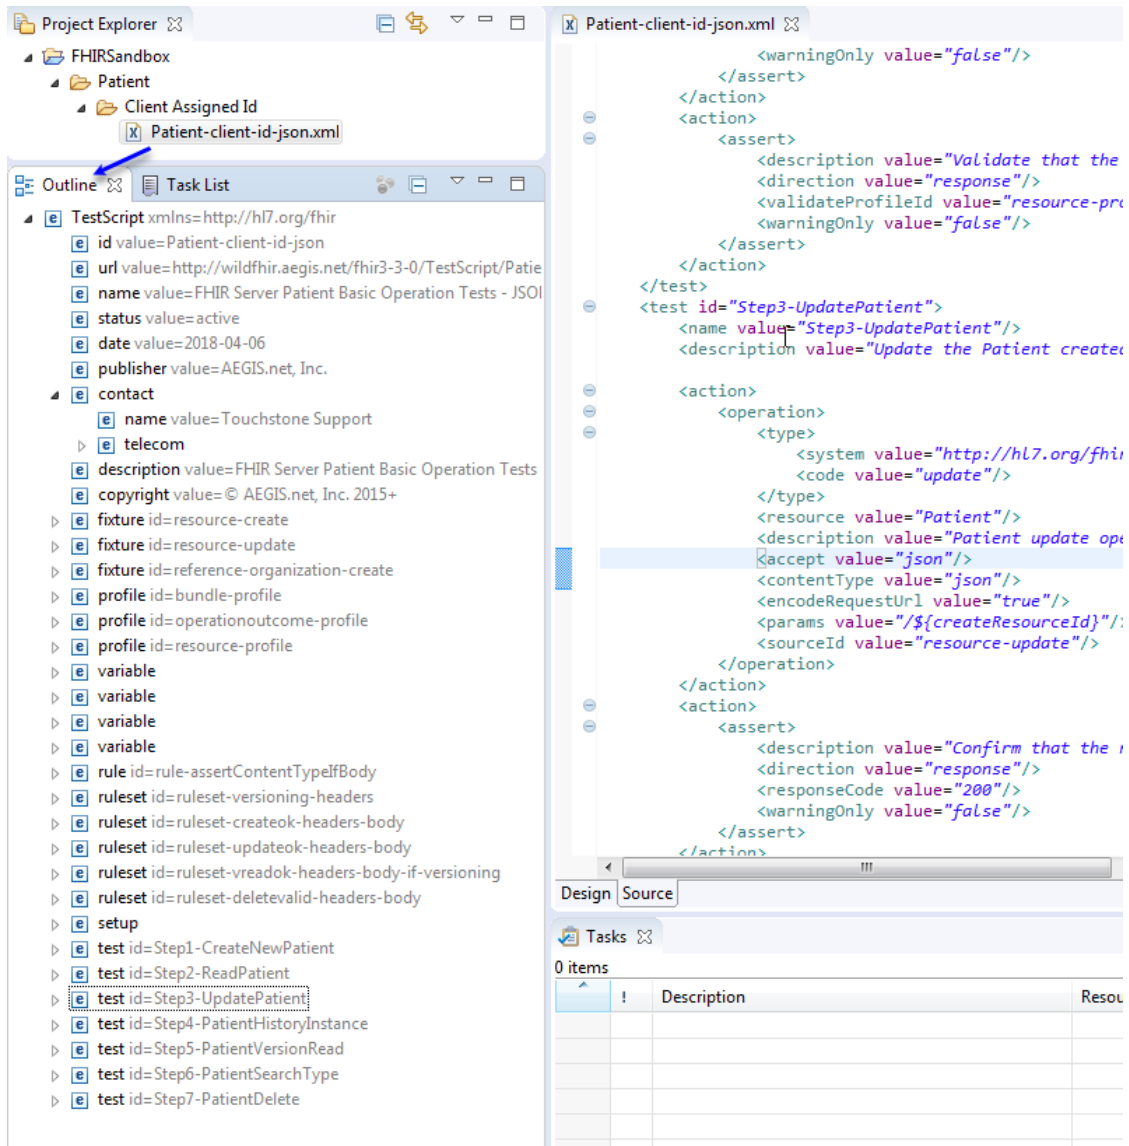 Project Explorer
FHIRSandbox
Patient
Client Assigned Id
Patient-client-id-json.xml
Outline
Task List
TestScript xmlns=http://hl7.org/fhir
id value=Patient-client-id-json
url value=http://wildfhir.aegis.net/fhir3-3-0/TestScript/Patie
name value=FHIR Server Patient Basic Operation Tests - JSOI
status value=active
date value=2018-04-06
publisher value=AEGIS.net, Inc.
contact
name value=Touchstone Support
telecom
description value=FHIR Server Patient Basic Operation Tests
copyright value=© AEGIS.net, Inc. 2015+
fixture id=resource-create
fixture id=resource-update
fixture id=reference-organization-create
profile id=bundle-profile
profile id=operationoutcome-profile
profile id=resource-profile
variable
variable
variable
variable
rule id=rule-assertContentTypeIfBody
ruleset id=ruleset-versioning-headers
ruleset id=ruleset-createok-headers-body
ruleset id=ruleset-updateok-headers-body
ruleset id=ruleset-vreadok-headers-body-if-versioning
ruleset id=ruleset-deletevalid-headers-body
setup
test id=Step1-CreateNewPatient
test id=Step2-ReadPatient
test id=Step3-UpdatePatient
test id=Step4-PatientHistoryInstance
test id=Step5-PatientVersionRead
test id=Step6-PatientSearchType
test id=Step7-PatientDelete
Patient-client-id-json.xml
<warningOnly value="false"/>
</assert>
</action>
<action>
<assert>
<description value="Validate that the
<direction value="response"/>
<validateProfileId value="resource-pro
<warningOnly value="false"/>
</assert>
</action>
</test>
<test id="Step3-UpdatePatient">
<name value="Step3-UpdatePatient"/>
<description value="Update the Patient created
<action>
<operation>
<type>
<system value="http://hl7.org/fhir
<code value="update"/>
</type>
<resource value="Patient"/>
<description value="Patient update ope
<accept value="json"/>
<contentType value="json"/>
<encodeRequestUrl value="true"/>
<params value="/${createResourceId}"/>
<sourceId value="resource-update"/>
</operation>
</action>
<action>
<assert>
<description value="Confirm that the r
<direction value="response"/>
<responseCode value="200"/>
<warningOnly value="false"/>
</assert>
</action>
Design Source
Tasks
0 items
! Description Resou